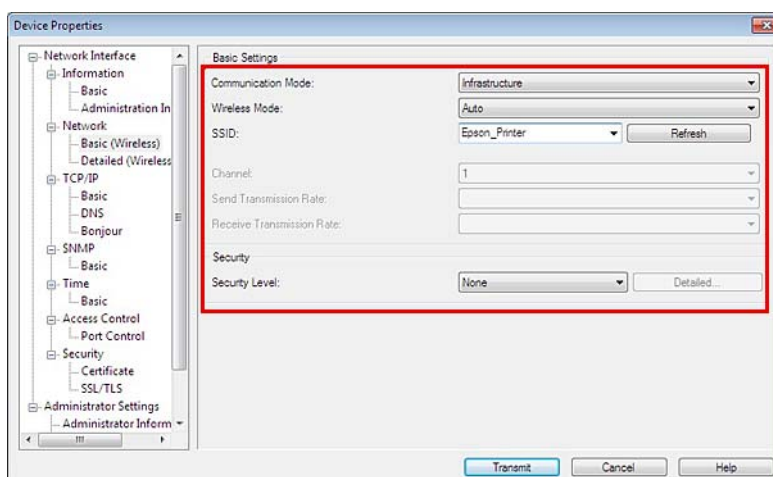 Device Properties
Network Interface
Information
Basic
Administration In
Network
Basic (Wireless)
Detailed (Wireless
TCP/IP
Basic
DNS
Bonjour
SNMP
Basic
Time
Basic
Access Control
Port Control
Security
Certificate
SSL/TLS
Administrator Settings
Administrator Inform
Basic Settings
Communication Mode: Infrastructure
Wireless Mode: Auto
SSID: Epson_Printer Refresh
Channel: 1
Send Transmission Rate:
Receive Transmission Rate:
Security
Security Level: None Detailed...
Transmit Cancel Help